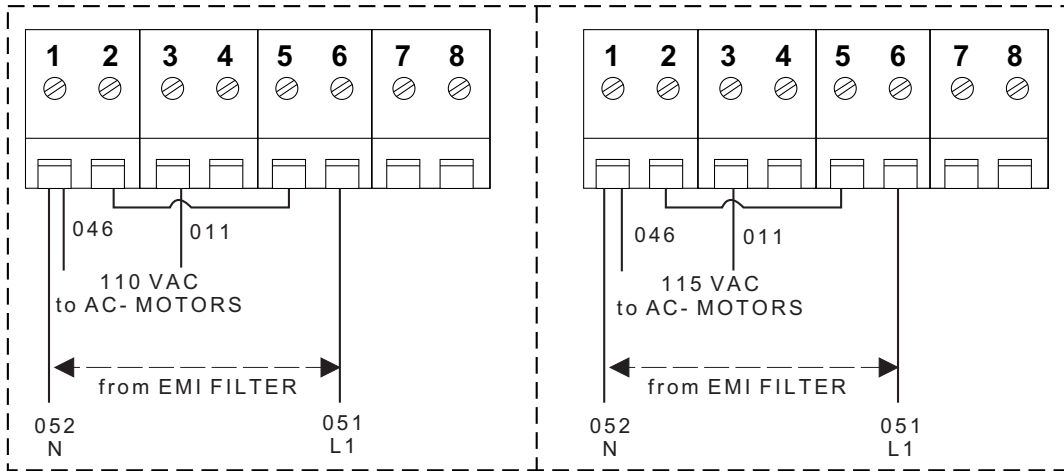 1 2 3 4 5 6 7 8
046
011
110 VAC
to AC- MOTORS
from EMI FILTER
052
N
051
L1
1 2 3 4 5 6 7 8
046
011
115 VAC
to AC- MOTORS
from EMI FILTER
052
N
051
L1